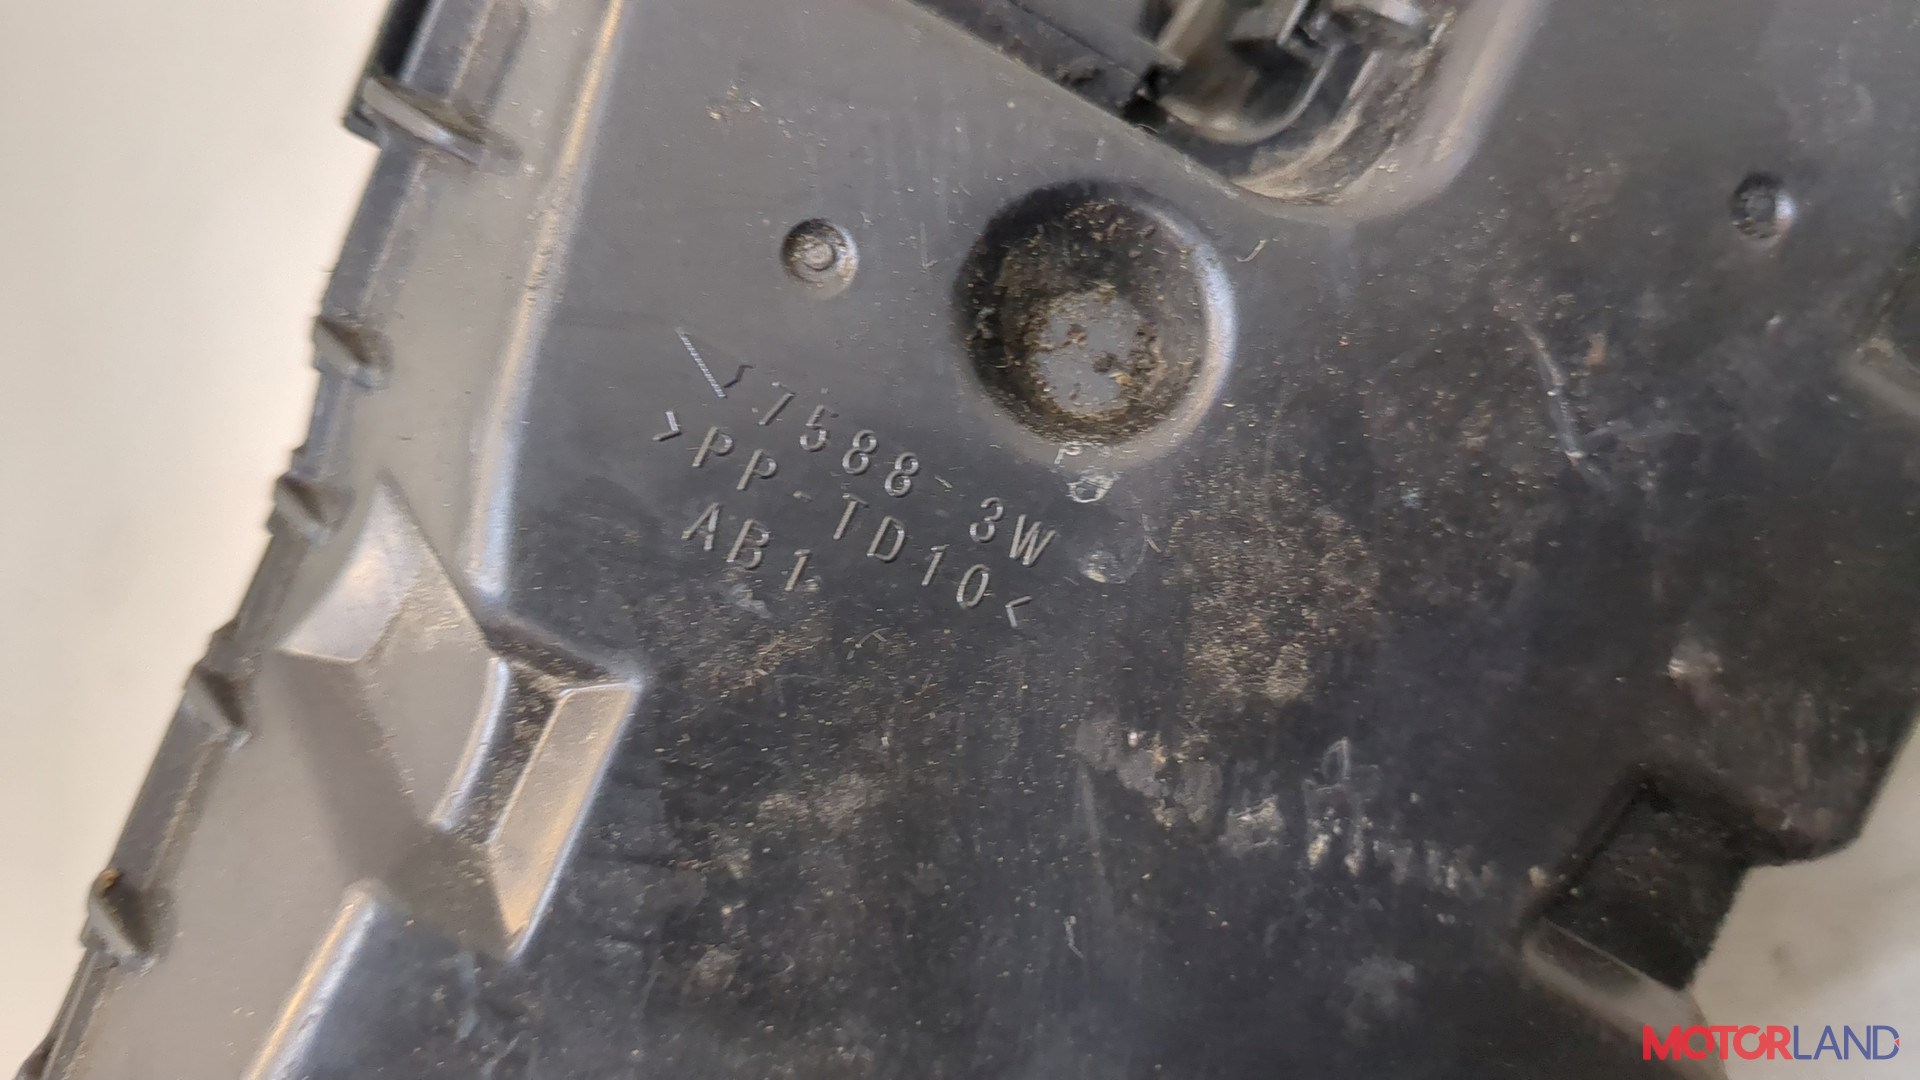 7588-3W
>PP-TD10<
AB1
MOTORLAND